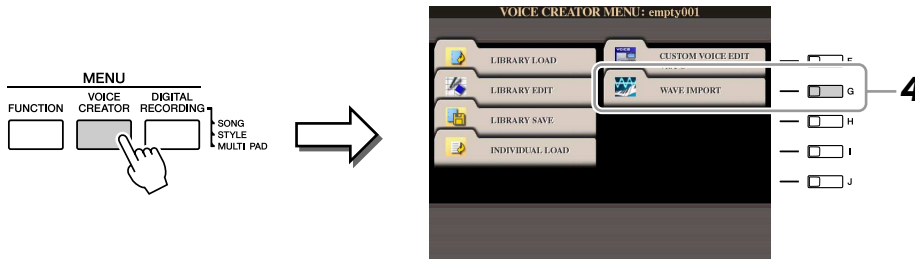 MENU
FUNCTION
VOICE
CREATOR
DIGITAL
RECORDING
SONG
STYLE
MULTI PAD
VOICE CREATOR MENU: empty001
LIBRARY LOAD
LIBRARY EDIT
LIBRARY SAVE
INDIVIDUAL LOAD
CUSTOM VOICE EDIT
WAVE IMPORT
G
H
I
J
4